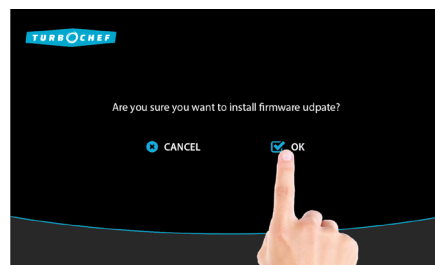 TURBOCHEF
Are you sure you want to install firmware udpate?
CANCEL OK